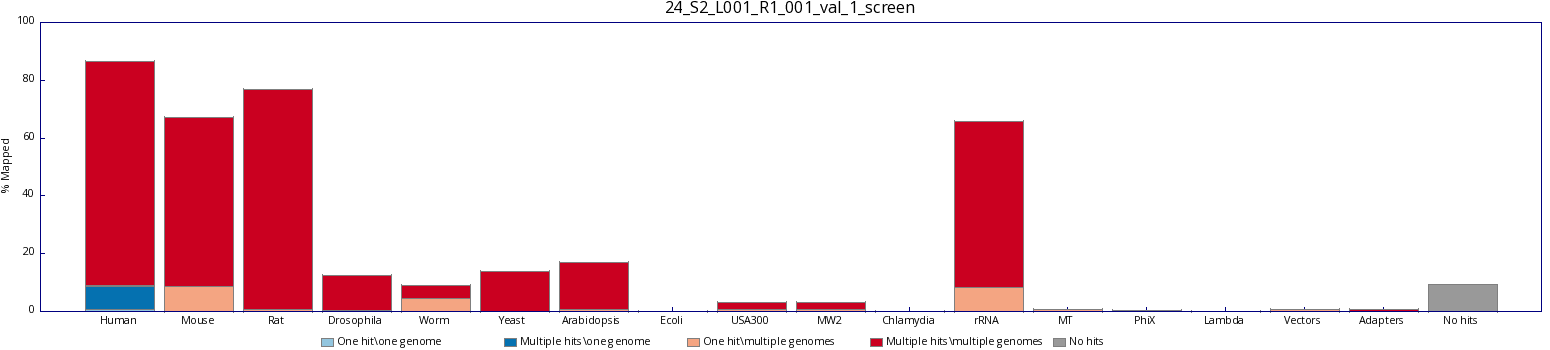 24_S2_L001_R1_001_val_1_screen
100
80
60
40
20
0
% Mapped
Human Mouse Rat Drosophila Worm Yeast Arabidopsis Ecoli USA300 MW2 Chlamydia rRNA MT PhiX Lambda Vectors Adapters No hits
One hit\one genome Multiple hits\one genome One hit\multiple genomes Multiple hits\multiple genomes No hits